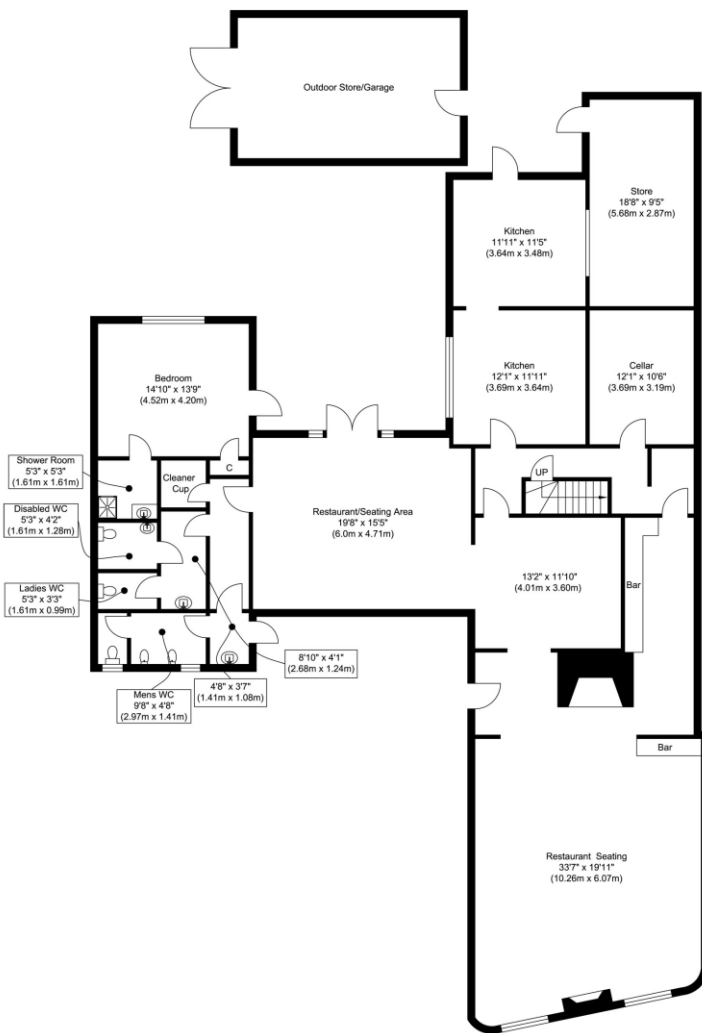 Outdoor Store/Garage
Store
18'8" x 9'5"
(5.68m x 2.87m)
Kitchen
11'11" x 11'5"
(3.64m x 3.48m)
Kitchen
12'1" x 11'11"
(3.69m x 3.64m)
Cellar
12'1" x 10'6"
(3.69m x 3.19m)
Bedroom
14'10" x 13'9"
(4.52m x 4.20m)
Shower Room
5'3" x 5'3"
(1.61m x 1.61m)
Cleaner
Cup
C
UP
Disabled WC
5'3" x 4'2"
(1.61m x 1.28m)
Restaurant/Seating Area
19'8" x 15'5"
(6.0m x 4.71m)
13'2" x 11'10"
(4.01m x 3.60m)
Bar
Ladies WC
5'3" x 3'3"
(1.61m x 0.99m)
8'10" x 4'1"
(2.68m x 1.24m)
4'8" x 3'7"
(1.41m x 1.08m)
Mens WC
9'8" x 4'8"
(2.97m x 1.41m)
Bar
Restaurant Seating
33'7" x 19'11"
(10.26m x 6.07m)